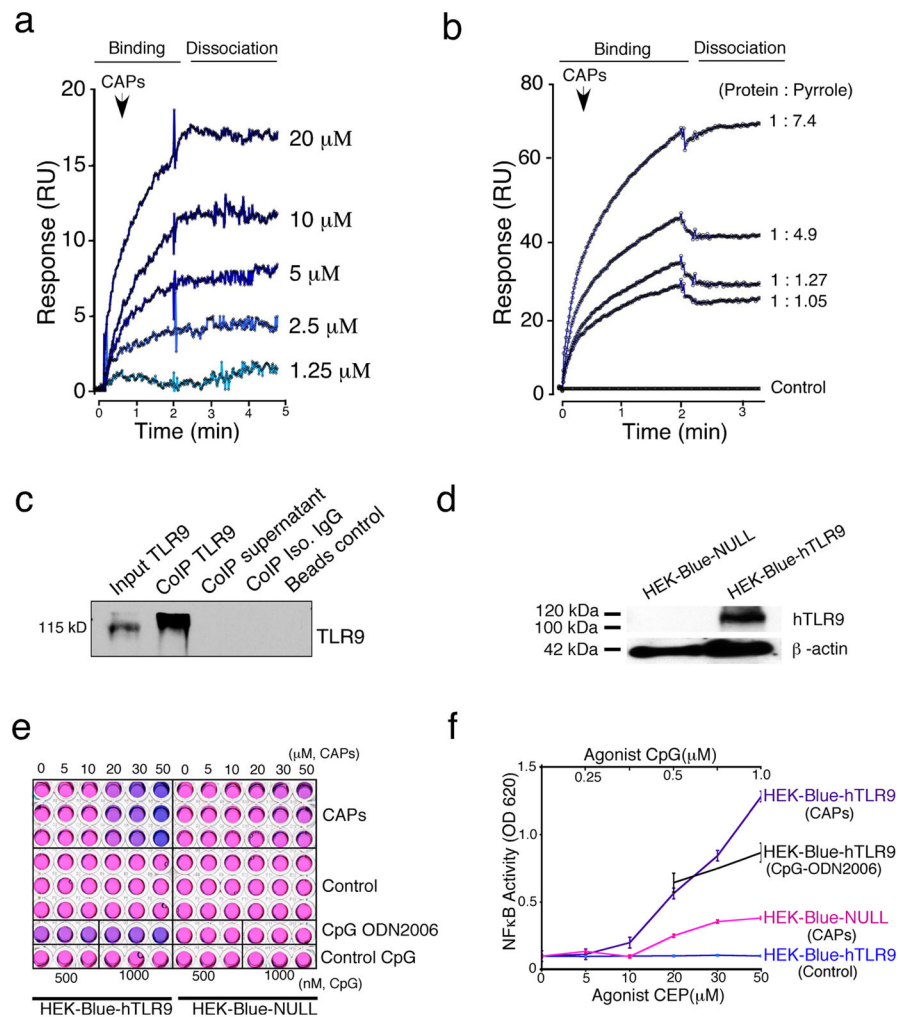 a
Binding
Dissociation
CAPs
20
15
10
5
0
Response (RU)
20 μM
10 μM
5 μM
2.5 μM
1.25 μM
0 1 2 3 4 5
Time (min)
b
Binding
Dissociation
CAPs
(Protein : Pyrrole)
80
60
40
20
0
Response (RU)
1 : 7.4
1 : 4.9
1 : 1.27
1 : 1.05
Control
0 1 2 3
Time (min)
c
Input TLR9
CoIP TLR9
CoIP supernatant
CoIP Iso. IgG
Beads control
115 kD
TLR9
d
HEK-Blue-NULL
HEK-Blue-hTLR9
120 kDa
100 kDa
42 kDa
hTLR9
β -actin
e
(μM, CAPs)
0 5 10 20 30 50 0 5 10 20 30 50
CAPs
Control
CpG ODN2006
Control CpG
500 1000 500 1000 (nM, CpG)
HEK-Blue-hTLR9 HEK-Blue-NULL
f
Agonist CpG(μM)
0.25 0.5 1.0
1.5
1.0
0.5
0.0
NFκB Activity (OD 620)
HEK-Blue-hTLR9
(CAPs)
HEK-Blue-hTLR9
(CpG-ODN2006)
HEK-Blue-NULL
(CAPs)
HEK-Blue-hTLR9
(Control)
0 5 10 20 30 50
Agonist CEP(μM)